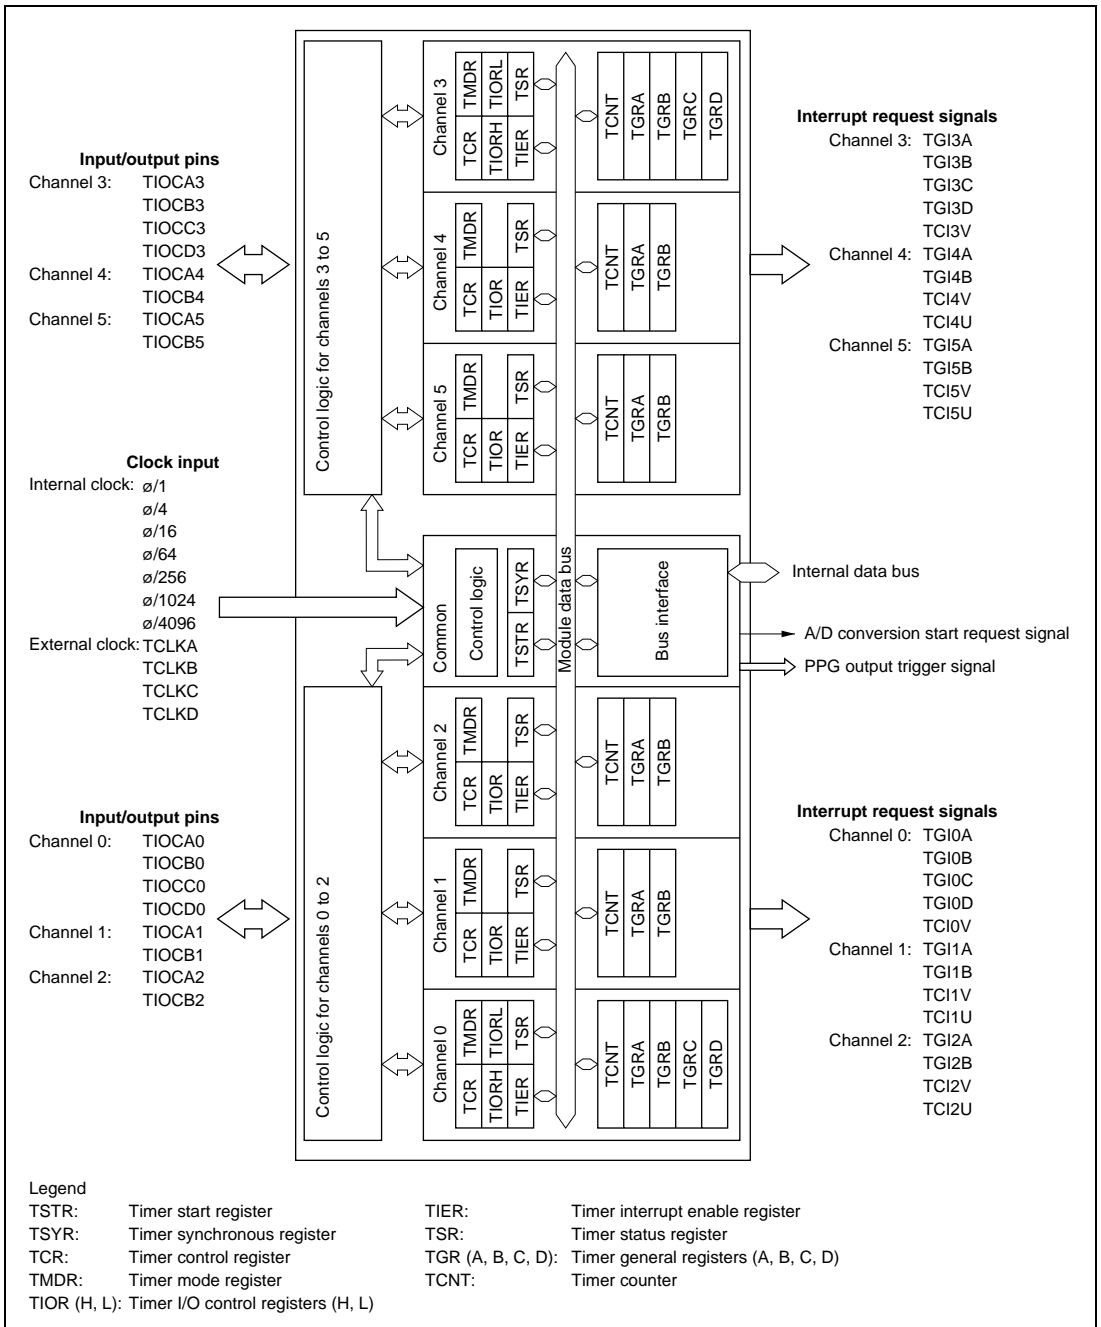 Input/output pins
Channel 3: TIOCA3
TIOCB3
TIOCC3
TIOCD3
Channel 4: TIOCA4
TIOCB4
Channel 5: TIOCA5
TIOCB5
Clock input
Internal clock: ø/1
ø/4
ø/16
ø/64
ø/256
ø/1024
ø/4096
External clock: TCLKA
TCLKB
TCLKC
TCLKD
Input/output pins
Channel 0: TIOCA0
TIOCB0
TIOCC0
TIOCD0
Channel 1: TIOCA1
TIOCB1
Channel 2: TIOCA2
TIOCB2
Control logic for channels 3 to 5
Control logic for channels 0 to 2
Channel 3
TCR TMDR
TIORH TIORL
TIER TSR
TCNT
TGRA
TGRB
TGRC
TGRD
Channel 4
TCR TMDR
TIOR
TIER TSR
TCNT
TGRA
TGRB
Channel 5
TCR TMDR
TIOR
TIER TSR
TCNT
TGRA
TGRB
Common
Control logic
TSTR TSYR
Module data bus
Bus interface
Channel 2
TCR TMDR
TIOR
TIER TSR
TCNT
TGRA
TGRB
Channel 1
TCR TMDR
TIOR
TIER TSR
TCNT
TGRA
TGRB
Channel 0
TCR TMDR
TIORH TIORL
TIER TSR
TCNT
TGRA
TGRB
TGRC
TGRD
Interrupt request signals
Channel 3: TGI3A
TGI3B
TGI3C
TGI3D
TCI3V
Channel 4: TGI4A
TGI4B
TCI4V
TCI4U
Channel 5: TGI5A
TGI5B
TCI5V
TCI5U
Internal data bus
A/D conversion start request signal
PPG output trigger signal
Interrupt request signals
Channel 0: TGI0A
TGI0B
TGI0C
TGI0D
TCI0V
Channel 1: TGI1A
TGI1B
TCI1V
TCI1U
Channel 2: TGI2A
TGI2B
TCI2V
TCI2U
Legend
TSTR: Timer start register
TSYR: Timer synchronous register
TCR: Timer control register
TMDR: Timer mode register
TIOR (H, L): Timer I/O control registers (H, L)
TIER: Timer interrupt enable register
TSR: Timer status register
TGR (A, B, C, D): Timer general registers (A, B, C, D)
TCNT: Timer counter